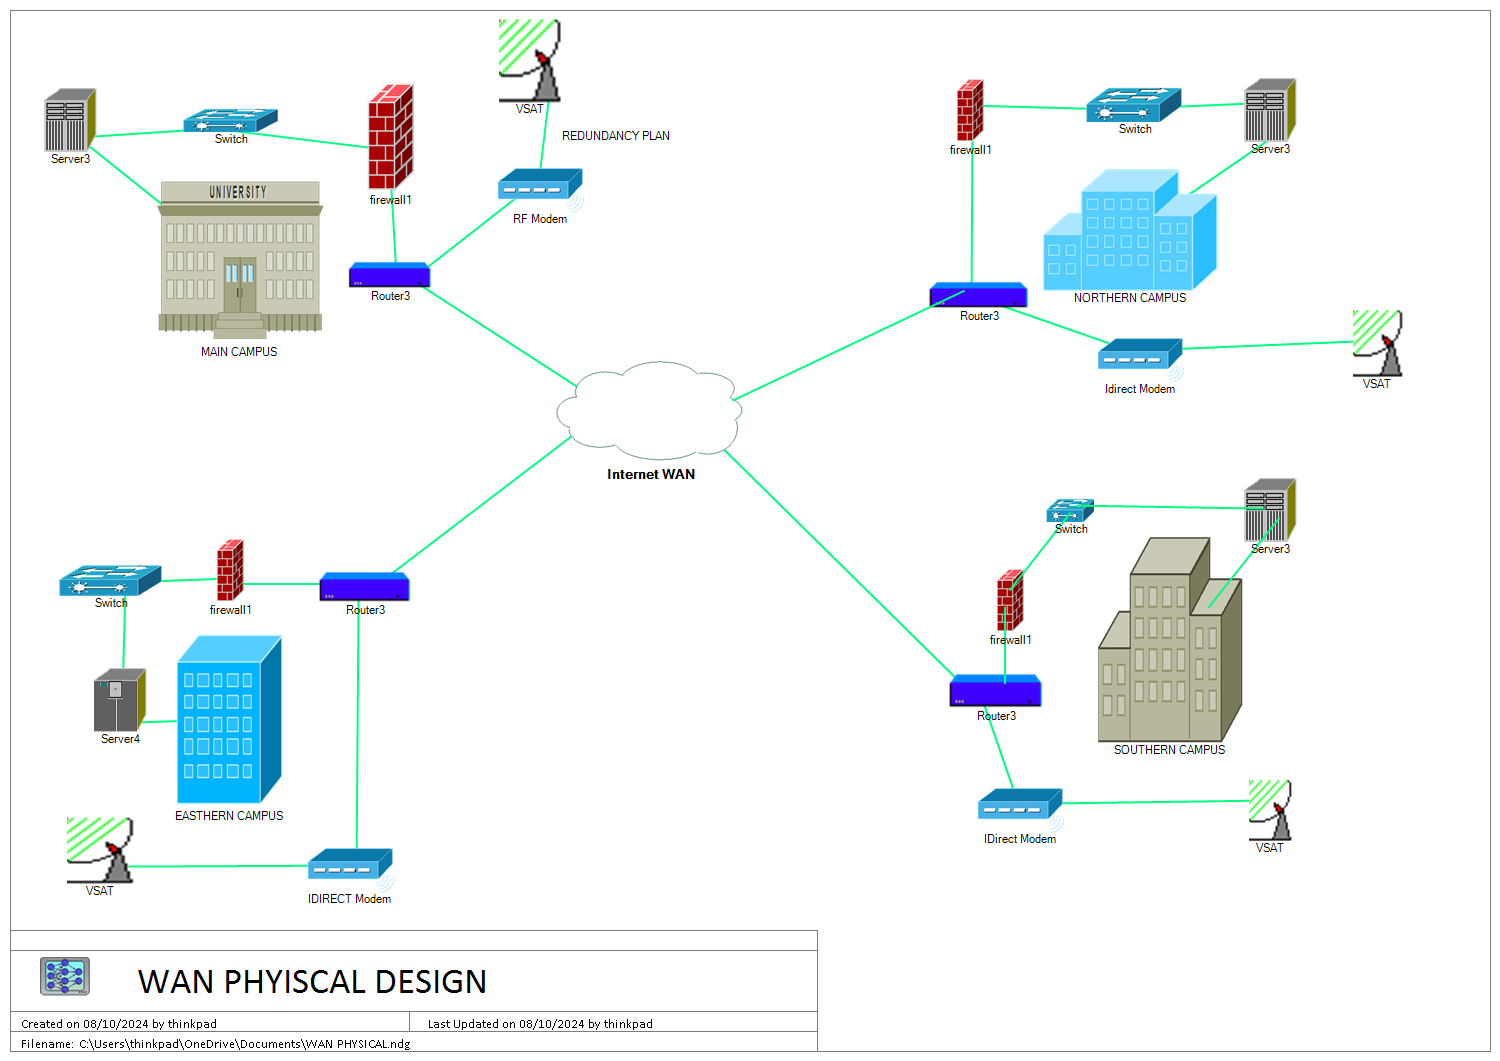 VSAT
REDUNDANCY PLAN
Server3
Switch
firewall1
UNIVERSITY
RF Modem
Router3
MAIN CAMPUS
firewall1
Switch
Server3
NORTHERN CAMPUS
Router3
Idirect Modem
VSAT
Internet WAN
Switch
firewall1
Router3
Server4
EASTHERN CAMPUS
VSAT
IDIRECT Modem
Switch
Server3
firewall1
Router3
SOUTHERN CAMPUS
IDirect Modem
VSAT
WAN PHYISCAL DESIGN
Created on 08/10/2024 by thinkpad
Last Updated on 08/10/2024 by thinkpad
Filename: C:\Users\thinkpad\OneDrive\Documents\WAN PHYSICAL.ndg